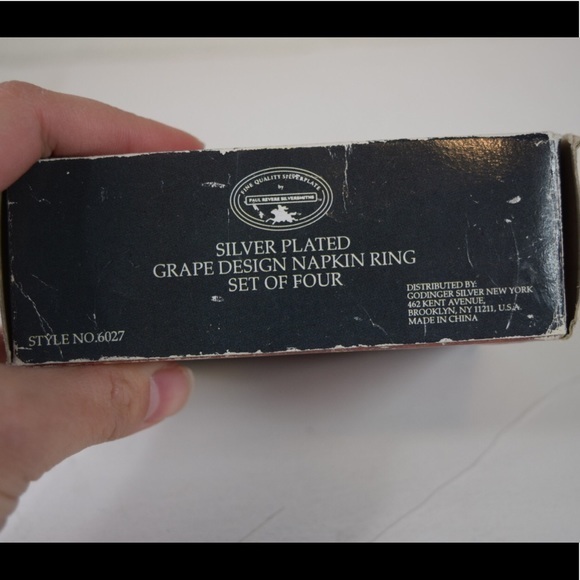 FINE QUALITY SILVERPLATE
by
PAUL REVERE SILVERSMITHS
SILVER PLATED
GRAPE DESIGN NAPKIN RING
SET OF FOUR
DISTRIBUTED BY:
GODINGER SILVER NEW YORK
462 KENT AVENUE,
BROOKLYN, NY 11211, U.S.A.
MADE IN CHINA
STYLE NO.6027